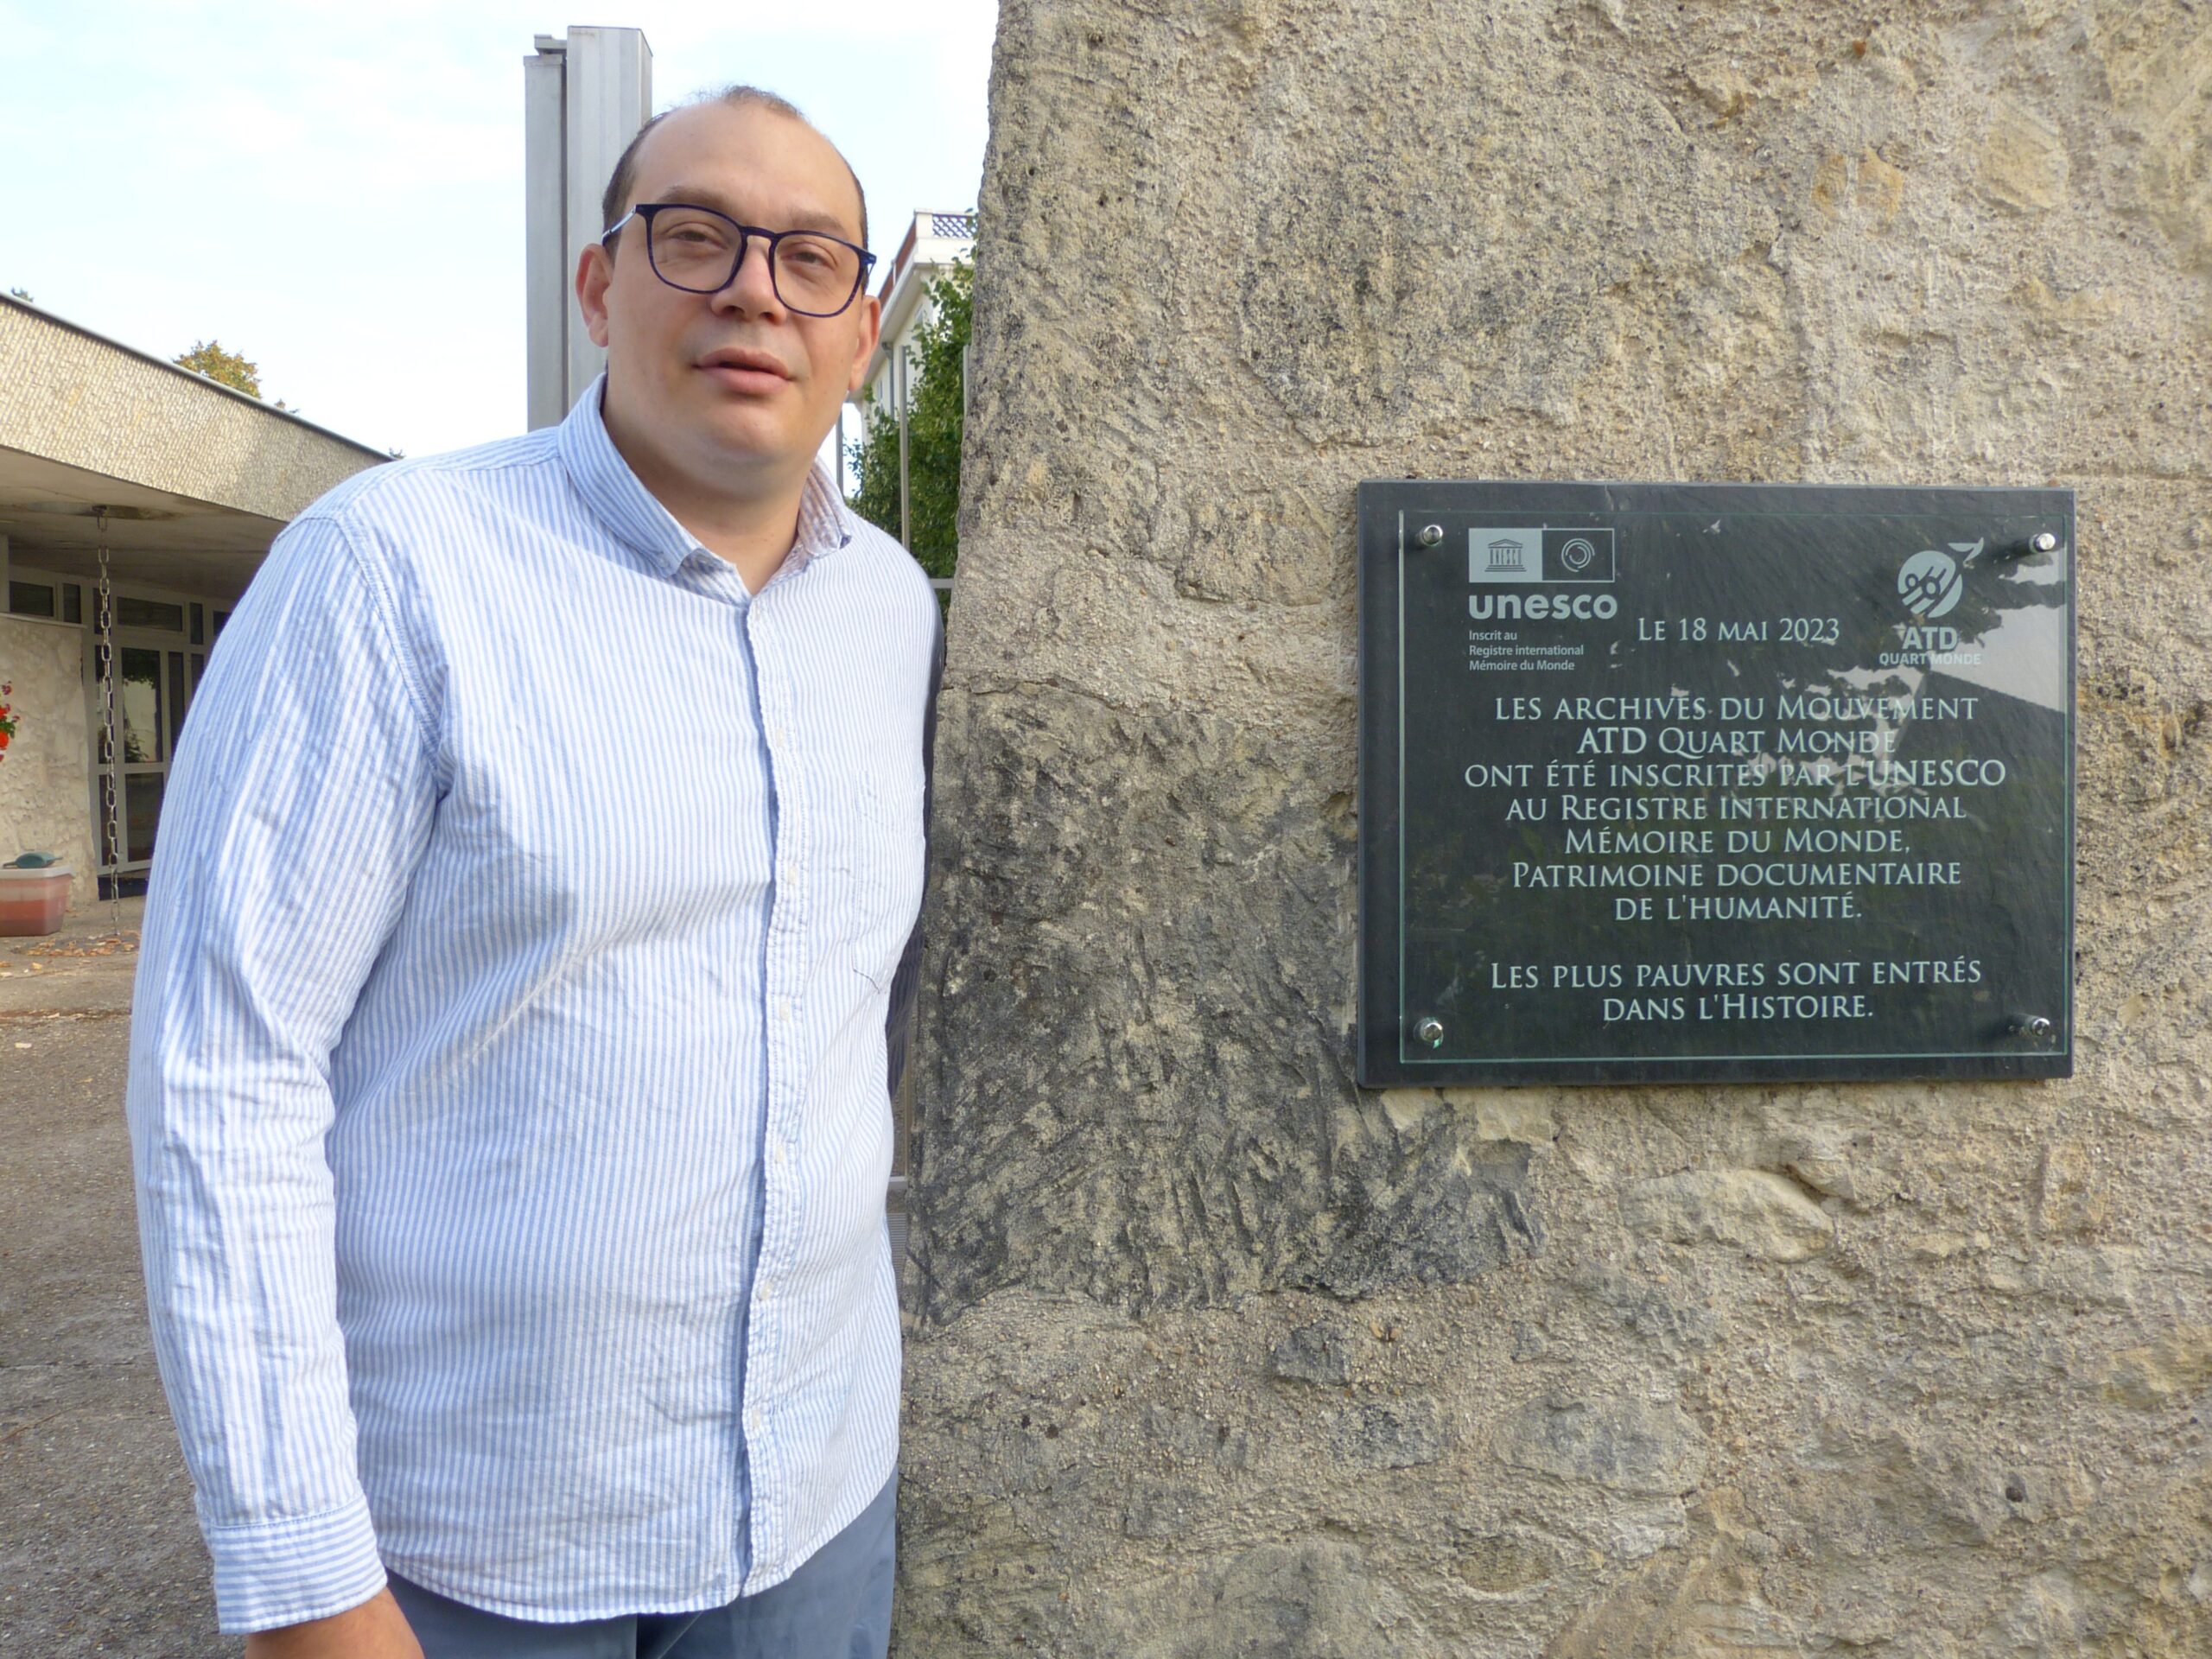 unesco
Inscrit au
Registre international
Mémoire du Monde
LE 18 MAI 2023
ATD
QUART MONDE
LES ARCHIVES DU MOUVEMENT
ATD QUART MONDE
ONT ÉTÉ INSCRITES PAR L'UNESCO
AU REGISTRE INTERNATIONAL
MÉMOIRE DU MONDE,
PATRIMOINE DOCUMENTAIRE
DE L'HUMANITÉ.
LES PLUS PAUVRES SONT ENTRÉS
DANS L'HISTOIRE.